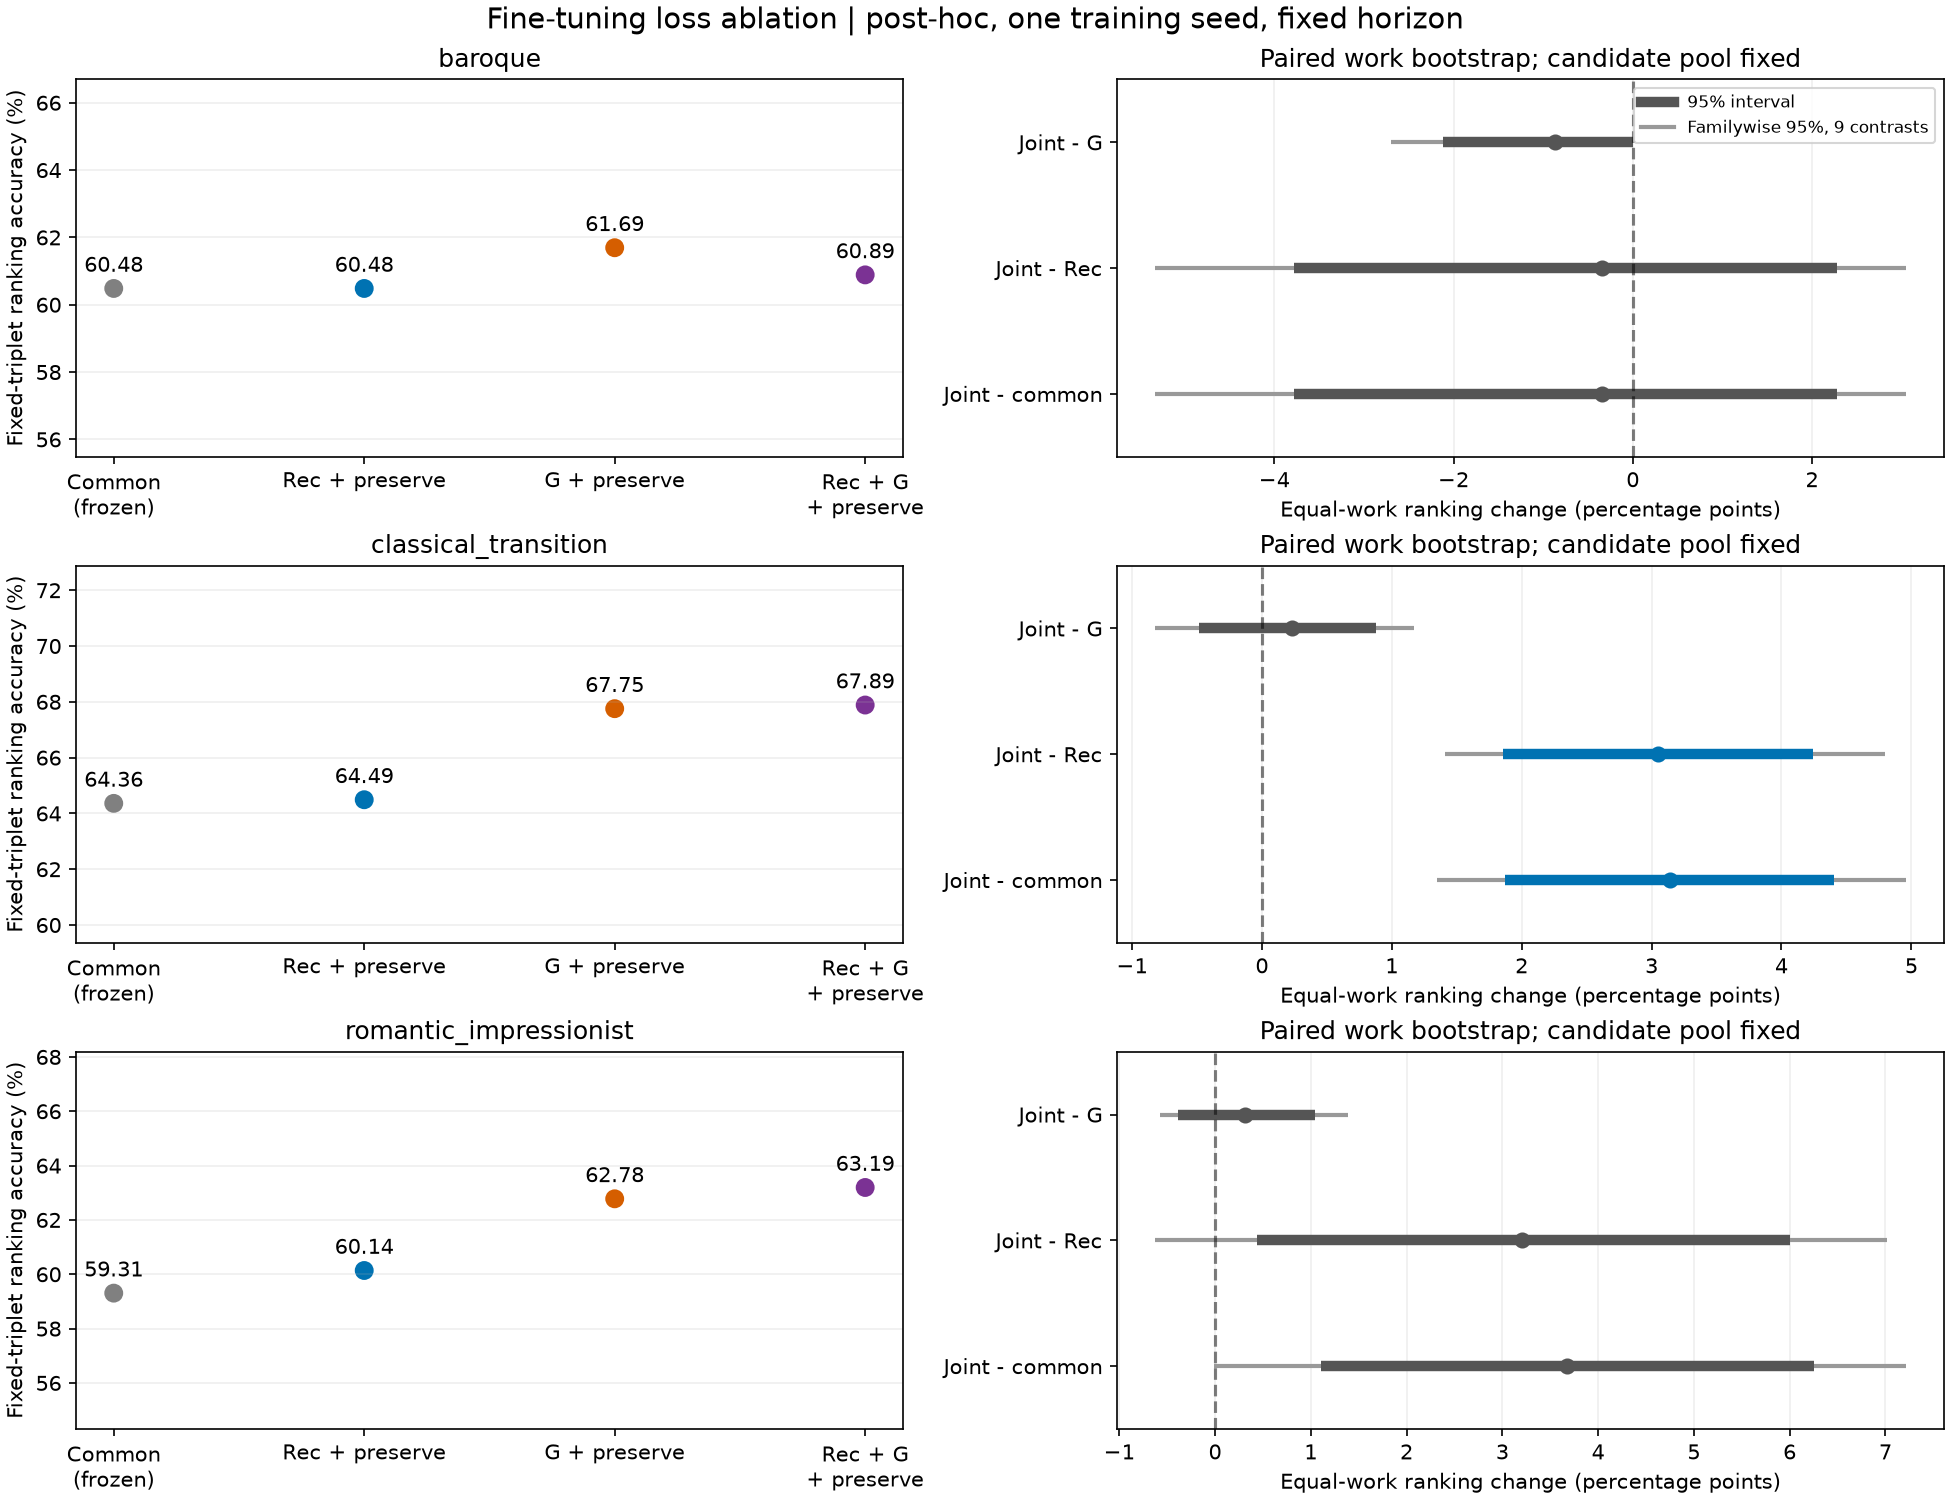 Fine-tuning loss ablation | post-hoc, one training seed, fixed horizon
baroque
Fixed-triplet ranking accuracy (%)
66
64
62
60
58
56
60.48
60.48
61.69
60.89
Common
(frozen)
Rec + preserve
G + preserve
Rec + G
+ preserve
Paired work bootstrap; candidate pool fixed
95% interval
Familywise 95%, 9 contrasts
Joint - G
Joint - Rec
Joint - common
−4
−2
0
2
Equal-work ranking change (percentage points)
classical_transition
Fixed-triplet ranking accuracy (%)
72
70
68
66
64
62
60
64.36
64.49
67.75
67.89
Common
(frozen)
Rec + preserve
G + preserve
Rec + G
+ preserve
Paired work bootstrap; candidate pool fixed
Joint - G
Joint - Rec
Joint - common
−1
0
1
2
3
4
5
Equal-work ranking change (percentage points)
romantic_impressionist
Fixed-triplet ranking accuracy (%)
68
66
64
62
60
58
56
59.31
60.14
62.78
63.19
Common
(frozen)
Rec + preserve
G + preserve
Rec + G
+ preserve
Paired work bootstrap; candidate pool fixed
Joint - G
Joint - Rec
Joint - common
−1
0
1
2
3
4
5
6
7
Equal-work ranking change (percentage points)